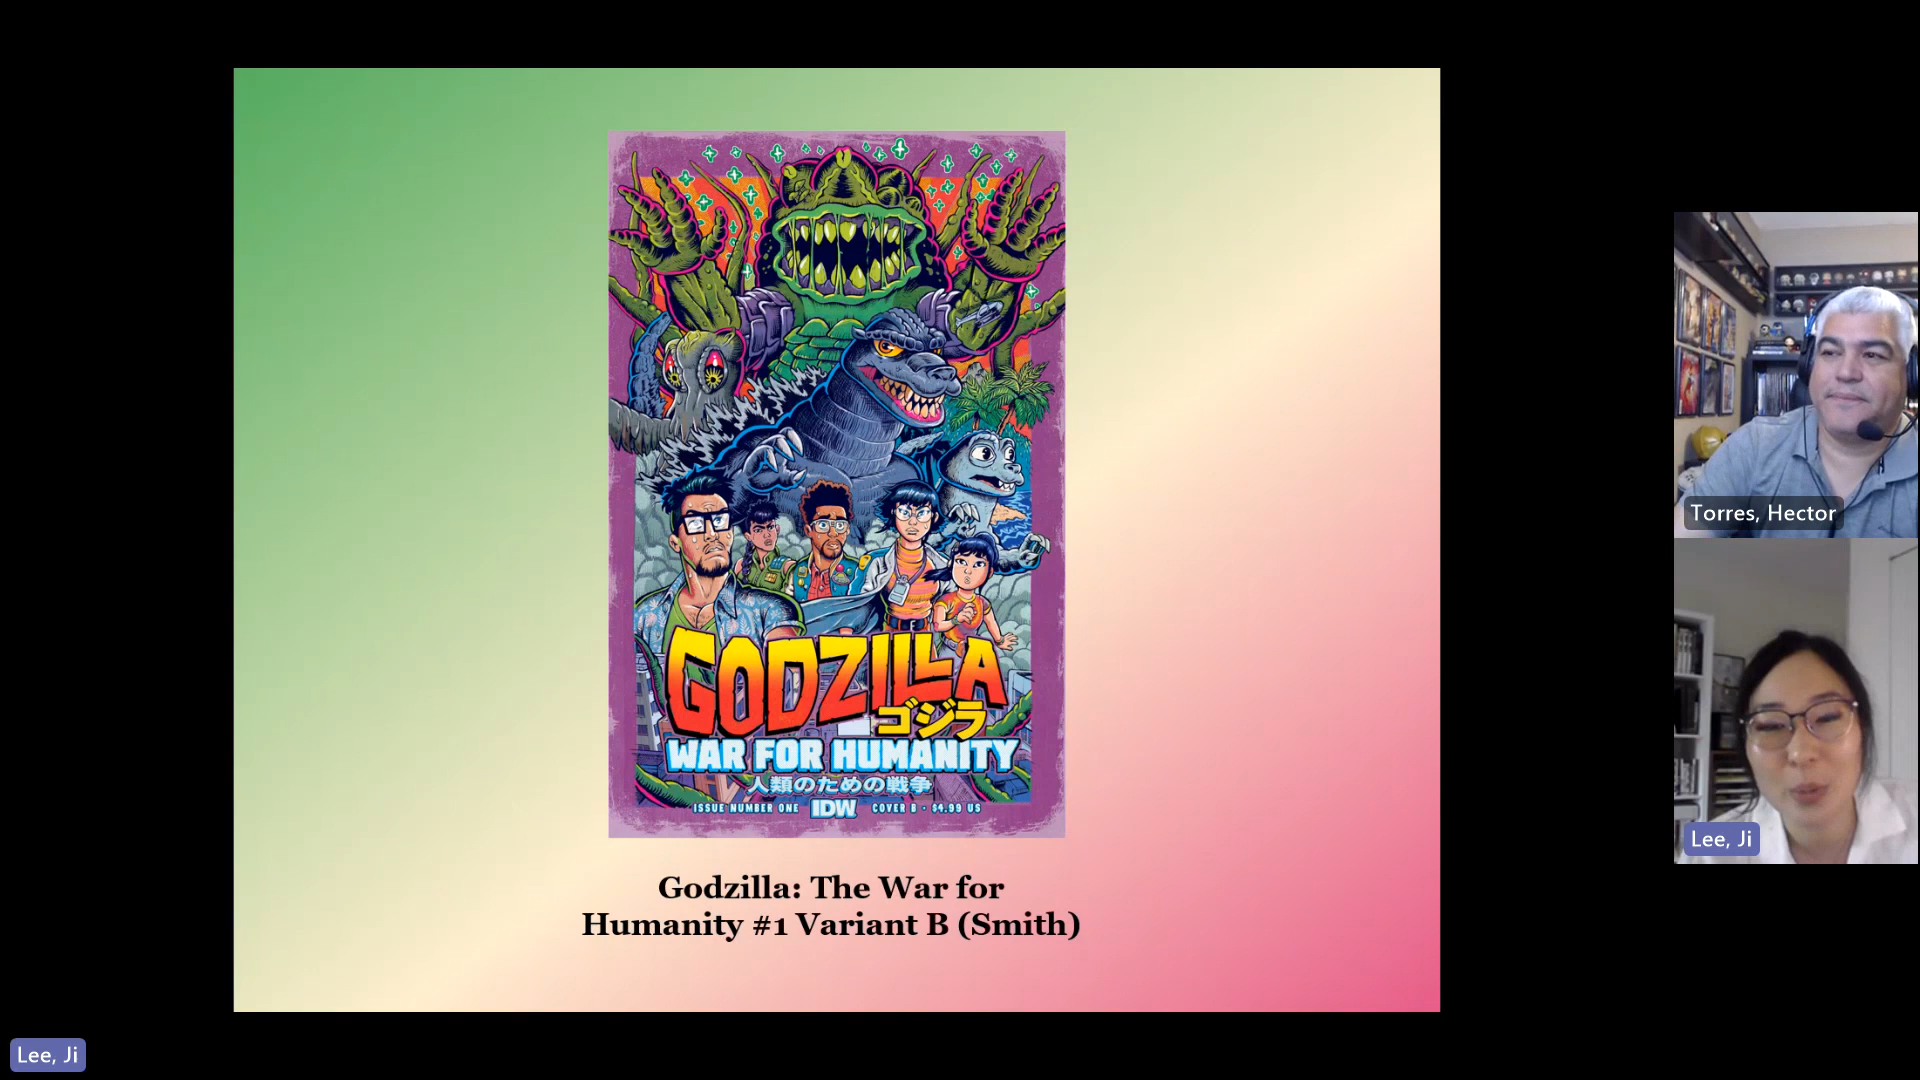 GODZILLA
ゴジラ
WAR FOR HUMANITY
人類のための戦争
ISSUE NUMBER ONE IDW COVER B • $4.99 US
Godzilla: The War for
Humanity #1 Variant B (Smith)
Torres, Hector
Lee, Ji
Lee, Ji